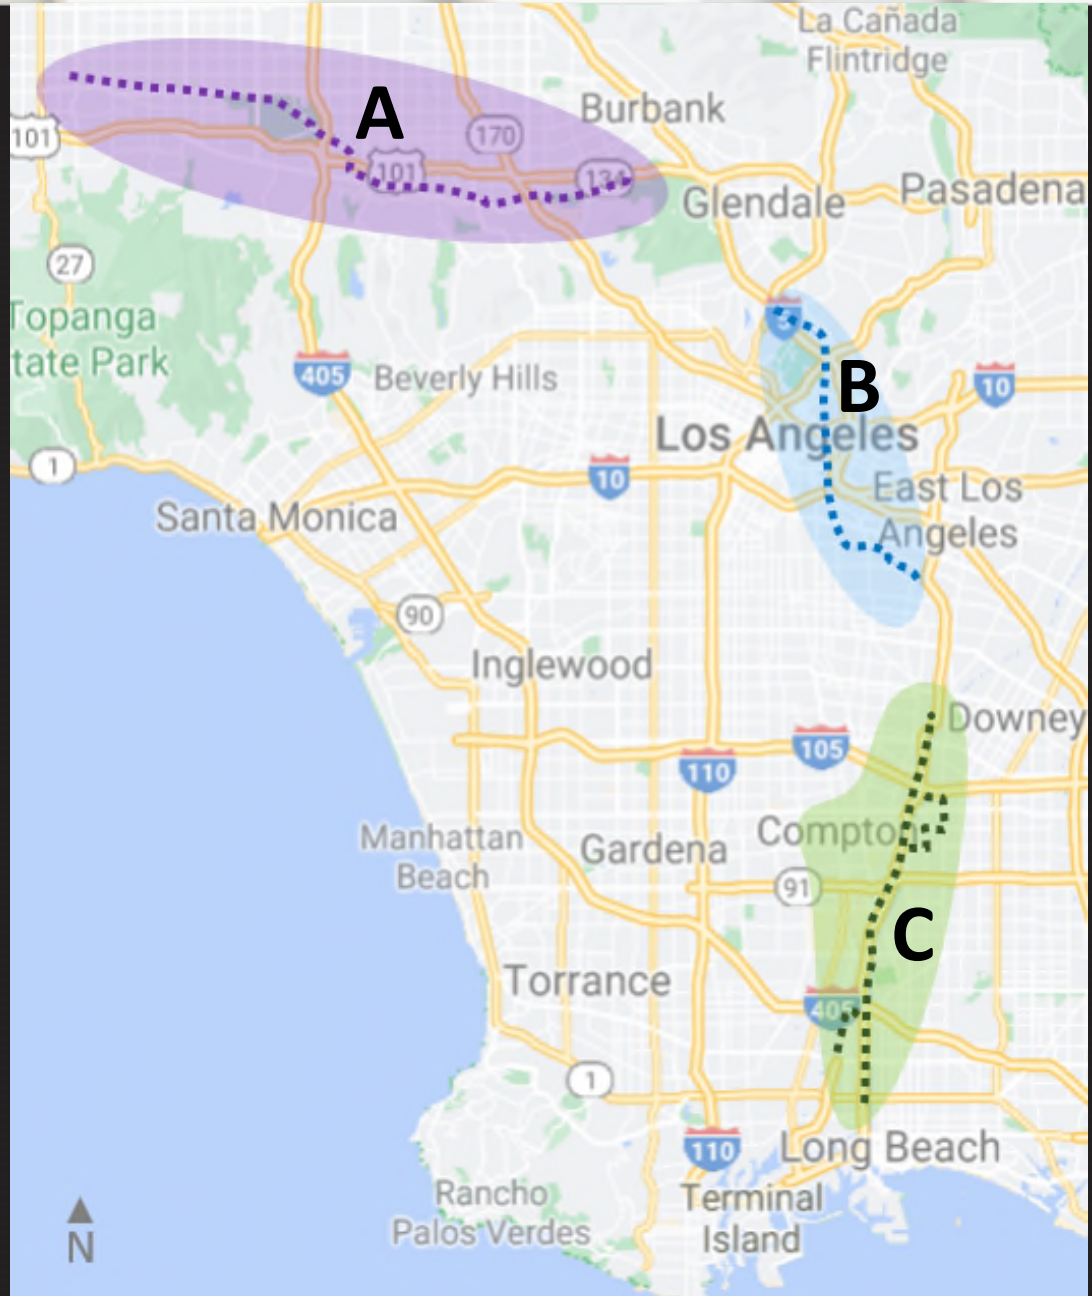 La Cañada
Flintridge
A
Burbank
101
170
101
134
Glendale
Pasadena
27
Topanga
tate Park
5
405
Beverly Hills
B
10
Los Angeles
1
10
East Los
Angeles
Santa Monica
90
Inglewood
Downey
105
110
Manhattan
Beach
Gardena
Compton
91
C
Torrance
405
1
110
Long Beach
Rancho
Palos Verdes
Terminal
Island
N